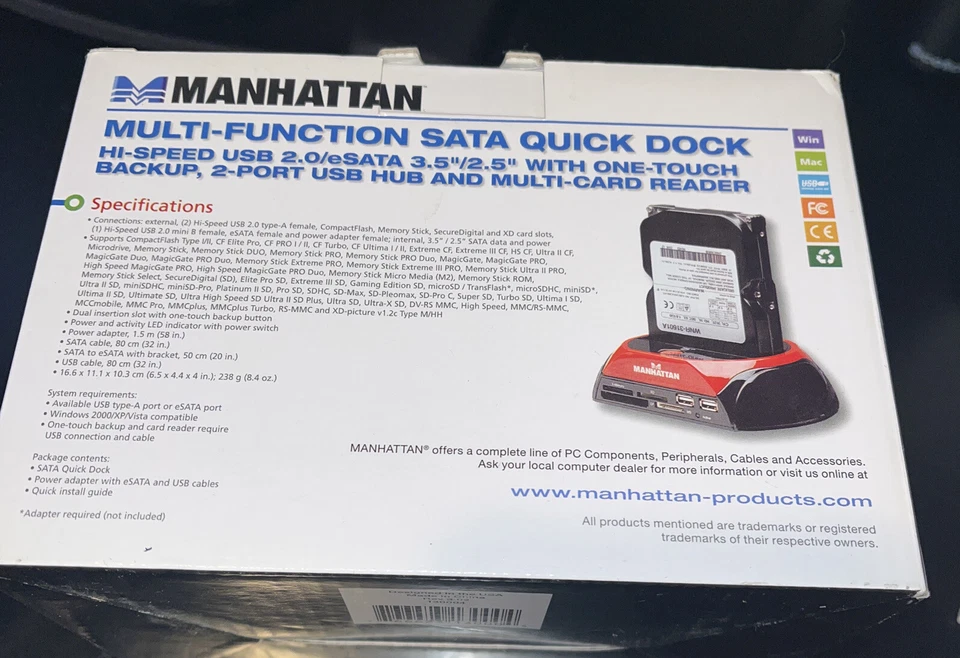 MANHATTAN
MULTI-FUNCTION SATA QUICK DOCK
HI-SPEED USB 2.0/eSATA 3.5"/2.5" WITH ONE-TOUCH
BACKUP, 2-PORT USB HUB AND MULTI-CARD READER
Win
Mac
USB
FC
CE
Specifications
• Connections: external, (2) Hi-Speed USB 2.0 type-A female, CompactFlash, Memory Stick, SecureDigital and XD card slots,
(1) Hi-Speed USB 2.0 mini B female, eSATA female and power adapter female; internal, 3.5" / 2.5" SATA data and power
• Supports CompactFlash Type I/II, CF Elite Pro, CF PRO I / II, CF Turbo, CF Ultima I / II, Extreme CF, Extreme III CF, HS CF, Ultra II CF,
Microdrive, Memory Stick, Memory Stick DUO, Memory Stick PRO, Memory Stick PRO Duo, MagicGate, MagicGate PRO,
MagicGate Duo, MagicGate PRO Duo, Memory Stick Extreme PRO, Memory Stick Extreme III PRO, Memory Stick Ultra II PRO,
High Speed MagicGate PRO, High Speed MagicGate PRO Duo, Memory Stick Micro Media (M2), Memory Stick ROM,
Memory Stick Select, SecureDigital (SD), Elite Pro SD, Extreme III SD, Gaming Edition SD, microSD / TransFlash*, microSDHC, miniSD*,
Ultra II SD, miniSDHC, miniSD-Pro, Platinum II SD, Pro SD, SDHC, SD-Max, SD-Pleomax, SD-Pro C, Super SD, Turbo SD, Ultima I SD,
Ultima II SD, Ultimate SD, Ultra High Speed SD Ultra II SD Plus, Ultra SD, Ultra-X SD, DV-RS MMC, High Speed, MMC/RS-MMC,
MCmobile, MMC Pro, MMCplus, MMCplus Turbo, RS-MMC and XD-picture v1.2c Type M/HH
• Dual insertion slot with one-touch backup button
• Power and activity LED indicator with power switch
• Power adapter, 1.5 m (58 in.)
• SATA cable, 80 cm (32 in.)
• SATA to eSATA with bracket, 50 cm (20 in.)
• USB cable, 80 cm (32 in.)
• 16.6 x 11.1 x 10.3 cm (6.5 x 4.4 x 4 in.); 238 g (8.4 oz.)
WNR-31601A
MANHATTAN
System requirements:
• Available USB type-A port or eSATA port
• Windows 2000/XP/Vista compatible
• One-touch backup and card reader require
USB connection and cable
Package contents:
• SATA Quick Dock
• Power adapter with eSATA and USB cables
• Quick install guide
*Adapter required (not included)
MANHATTAN® offers a complete line of PC Components, Peripherals, Cables and Accessories.
Ask your local computer dealer for more information or visit us online at
www.manhattan-products.com
All products mentioned are trademarks or registered
trademarks of their respective owners.
Designed in the USA
Made in China